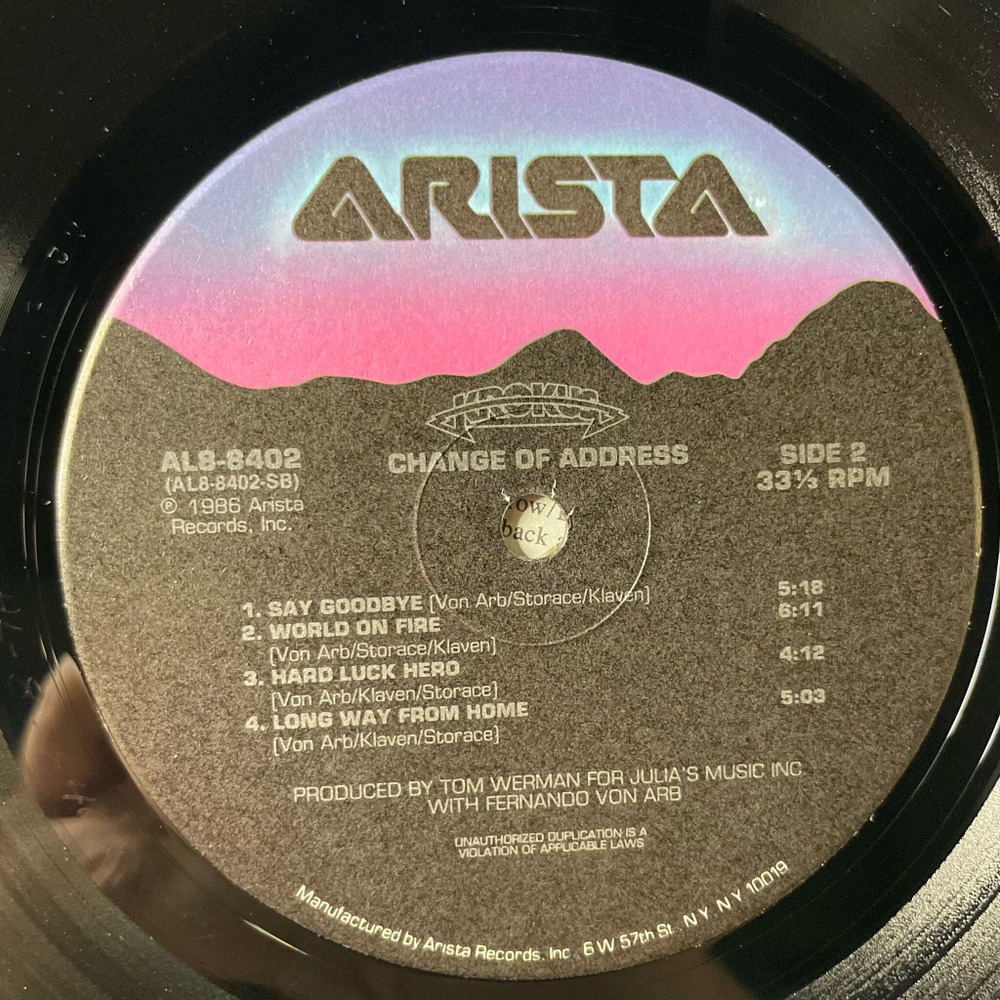 ARISTA
KROKUS
AL8-8402
(AL8-8402-SB)
℗ 1986 Arista
Records, Inc.
CHANGE OF ADDRESS
SIDE 2
33⅓ RPM
ow/
back
1. SAY GOODBYE [Von Arb/Storace/Klaven] 5:18
2. WORLD ON FIRE 6:11
[Von Arb/Storace/Klaven]
3. HARD LUCK HERO 4:12
[Von Arb/Klaven/Storace]
4. LONG WAY FROM HOME 5:03
[Von Arb/Klaven/Storace]
PRODUCED BY TOM WERMAN FOR JULIA'S MUSIC INC
WITH FERNANDO VON ARB
UNAUTHORIZED DUPLICATION IS A
VIOLATION OF APPLICABLE LAWS
Manufactured by Arista Records, Inc. 6 W 57th St. N Y N Y 10019